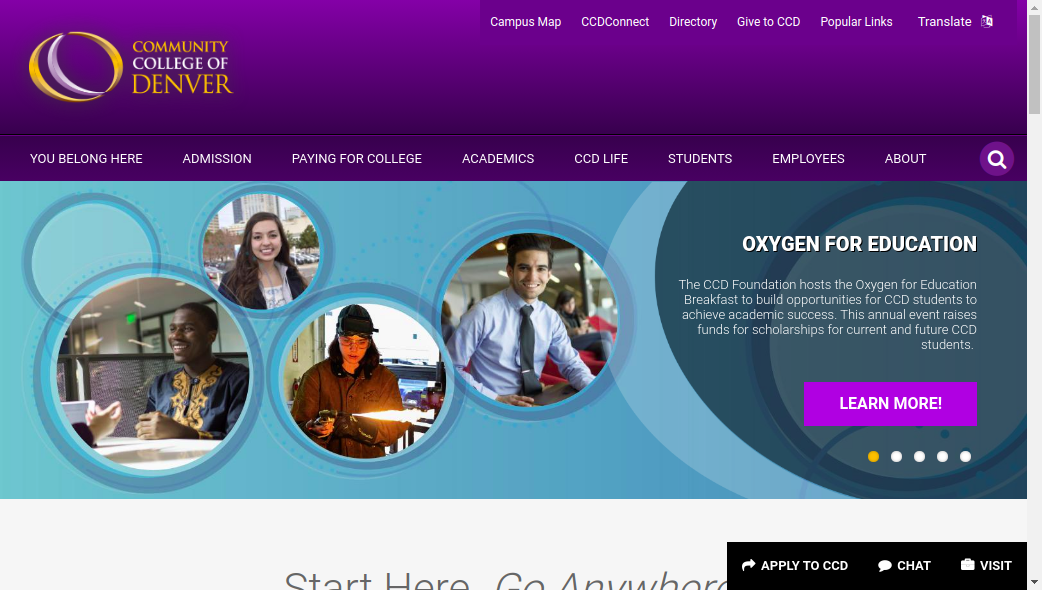 Campus Map CCDConnect Directory Give to CCD Popular Links Translate
COMMUNITY
COLLEGE OF
DENVER
YOU BELONG HERE ADMISSION PAYING FOR COLLEGE ACADEMICS CCD LIFE STUDENTS EMPLOYEES ABOUT
OXYGEN FOR EDUCATION
The CCD Foundation hosts the Oxygen for Education
Breakfast to build opportunities for CCD students to
achieve academic success. This annual event raises
funds for scholarships for current and future CCD
students.
LEARN MORE!
Start Here. Go Anywhere
APPLY TO CCD CHAT VISIT